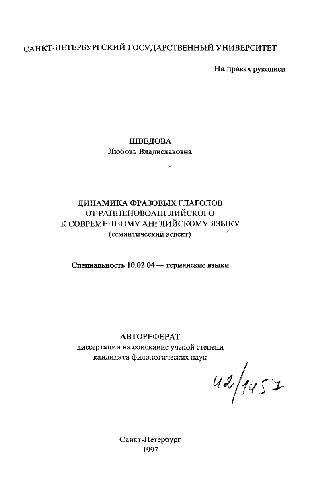 САНКТ-ПЕТЕРБУРГСКИЙ ГОСУДАРСТВЕННЫЙ УНИВЕРСИТЕТ
На правах рукописи
ШВЕДОВА
Любовь Владиславовна
ДИНАМИКА ФРАЗОВЫХ ГЛАГОЛОВ
ОТ РАННЕНОВОАНГЛИЙСКОГО
К СОВРЕМЕННОМУ АНГЛИЙСКОМУ ЯЗЫКУ
(семантический аспект)
Специальность 10.02.04 — германские языки
АВТОРЕФЕРАТ
диссертации на соискание ученой степени
кандидата филологических наук
42/1457
Санкт-Петербург
1997